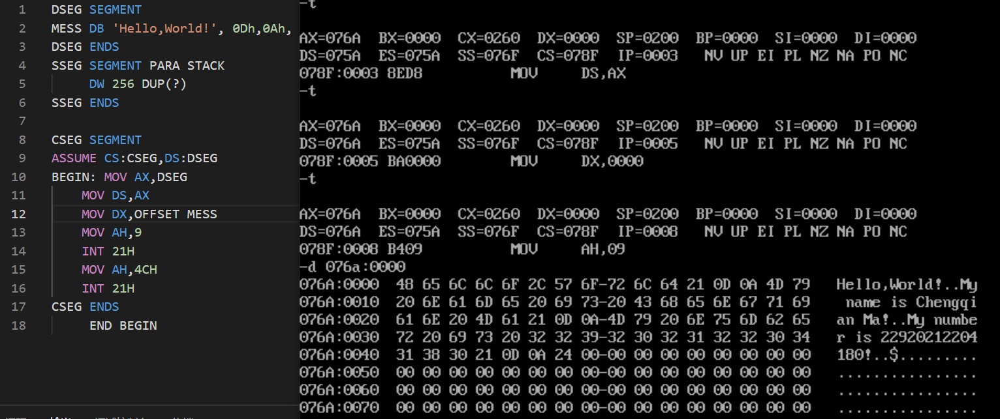 1 DSEG SEGMENT
2 MESS DB 'Hello,World!', 0Dh,0Ah,
3 DSEG ENDS
4 SSEG SEGMENT PARA STACK
5 DW 256 DUP(?)
6 SSEG ENDS
7
8 CSEG SEGMENT
9 ASSUME CS:CSEG,DS:DSEG
10 BEGIN: MOV AX,DSEG
11 MOV DS,AX
12 MOV DX,OFFSET MESS
13 MOV AH,9
14 INT 21H
15 MOV AH,4CH
16 INT 21H
17 CSEG ENDS
18 END BEGIN
-t
AX=076A BX=0000 CX=0260 DX=0000 SP=0200 BP=0000 SI=0000 DI=0000
DS=075A ES=075A SS=076F CS=078F IP=0003 NV UP EI PL NZ NA PO NC
078F:0003 8ED8 MOV DS,AX
-t
AX=076A BX=0000 CX=0260 DX=0000 SP=0200 BP=0000 SI=0000 DI=0000
DS=076A ES=075A SS=076F CS=078F IP=0005 NV UP EI PL NZ NA PO NC
078F:0005 BA0000 MOV DX,0000
-t
AX=076A BX=0000 CX=0260 DX=0000 SP=0200 BP=0000 SI=0000 DI=0000
DS=076A ES=075A SS=076F CS=078F IP=0008 NV UP EI PL NZ NA PO NC
078F:0008 B409 MOV AH,09
-d 076a:0000
076A:0000 48 65 6C 6C 6F 2C 57 6F-72 6C 64 21 0D 0A 4D 79 Hello,World!..My
076A:0010 20 6E 61 6D 65 20 69 73-20 43 68 65 6E 67 71 69 name is Chengqi
076A:0020 61 6E 20 4D 61 21 0D 0A-4D 79 20 6E 75 6D 62 65 an Ma!..My numbe
076A:0030 72 20 69 73 20 32 32 39-32 30 32 31 32 32 30 34 r is 22920212204
076A:0040 31 38 30 21 0D 0A 24 00-00 00 00 00 00 00 00 00 180!..$.........
076A:0050 00 00 00 00 00 00 00 00-00 00 00 00 00 00 00 00 ................
076A:0060 00 00 00 00 00 00 00 00-00 00 00 00 00 00 00 00 ................
076A:0070 00 00 00 00 00 00 00 00-00 00 00 00 00 00 00 00 ................